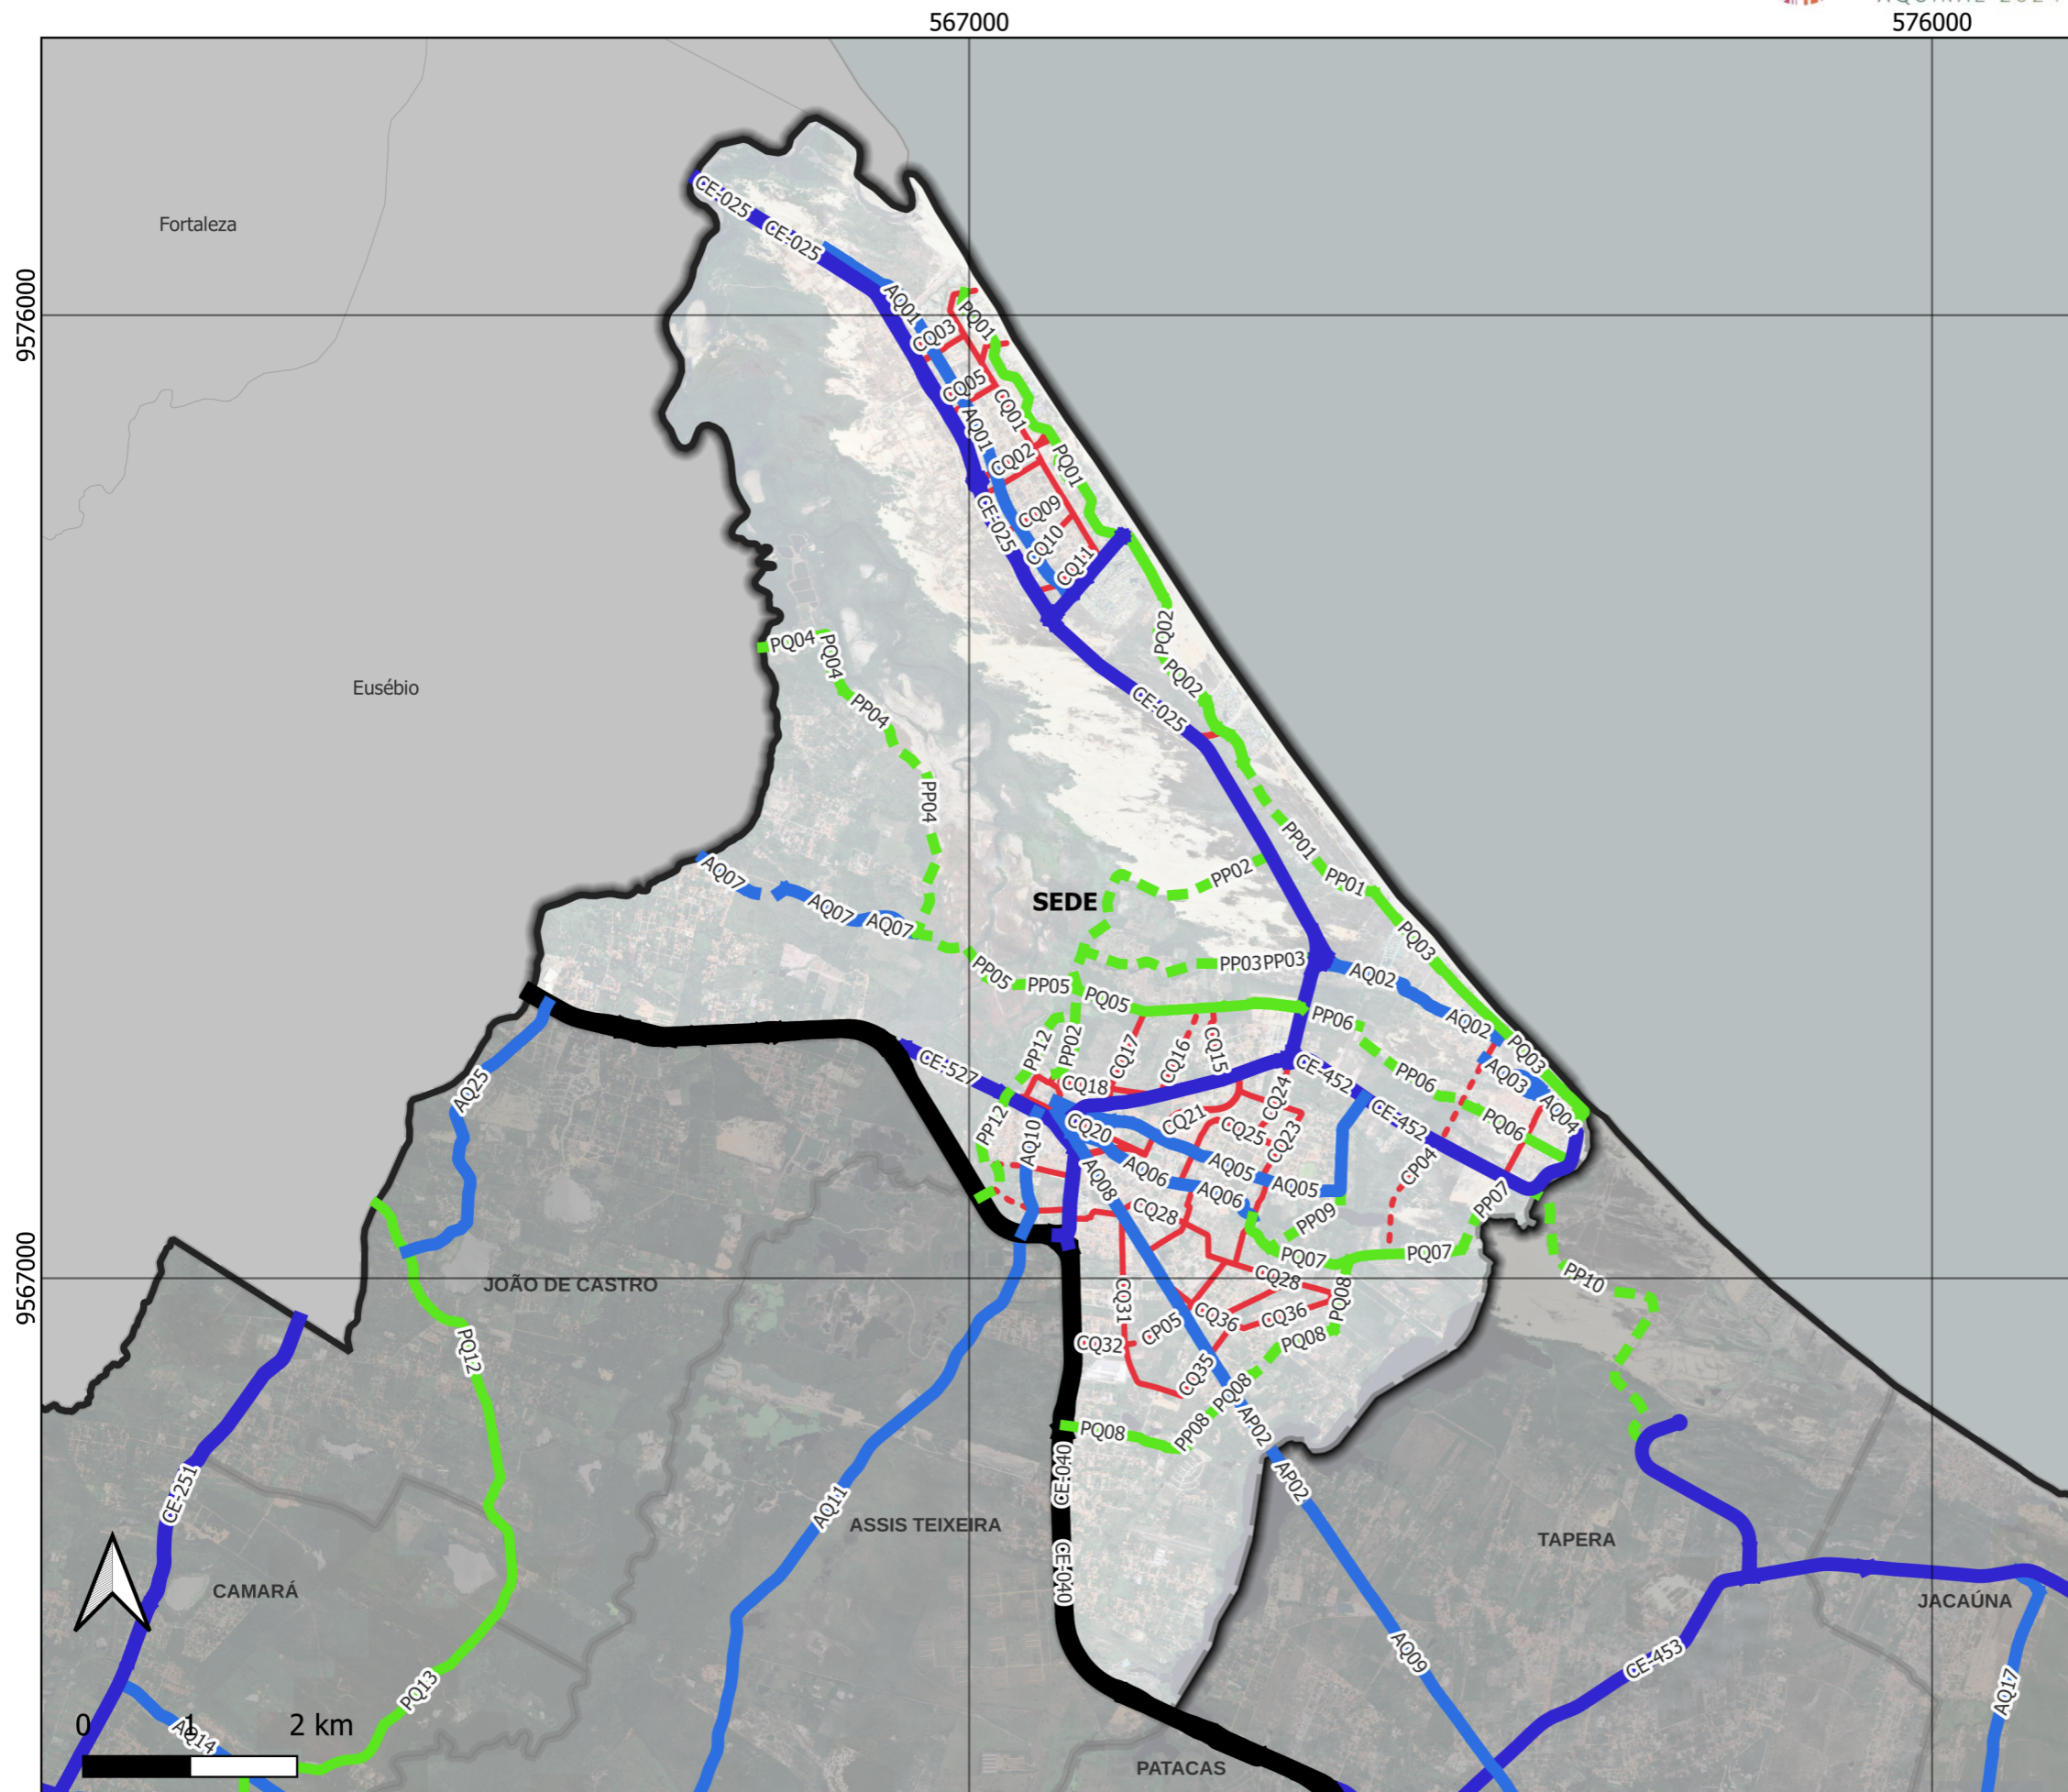 567000
576000
Fortaleza
CE-025
CE-025
9576000
AQ01
PQ01
CQ03
CQ05
CQ01
AQ01
CQ02
PQ01
CE-025
CQ09
CQ10
CQ11
PQ04
PQ04
PQ02
PQ02
Eusébio
PP04
CE-025
PP04
PP01
AQ07
PP02
PP01
SEDE
AQ07
AQ07
PQ03
PP05
PP05
PP03
PP03
AQ02
PQ05
PP06
AQ02
PP12
PP02
CQ17
CQ16
CQ15
PQ03
CE-527
AQ25
CQ18
CE-452
PP06
AQ03
CQ24
CE-452
AQ04
PP12
AQ10
CQ20
CQ21
CQ25
CQ23
PQ06
AQ08
AQ06
AQ05
AQ05
CP04
AQ06
PP07
CQ28
PP09
PQ07
PQ07
PP10
9567000
JOÃO DE CASTRO
CQ28
CQ31
PQ08
CQ36
CQ36
CP05
CQ32
PQ12
PQ08
CQ35
PQ08
AP02
PQ08
PP08
CE-040
AP02
CE-251
AQ11
ASSIS TEIXEIRA
TAPERA
CE-040
CAMARÁ
JACAÚNA
AQ09
CE-453
PQ13
AQ17
0
1
2 km
AQ14
PATACAS